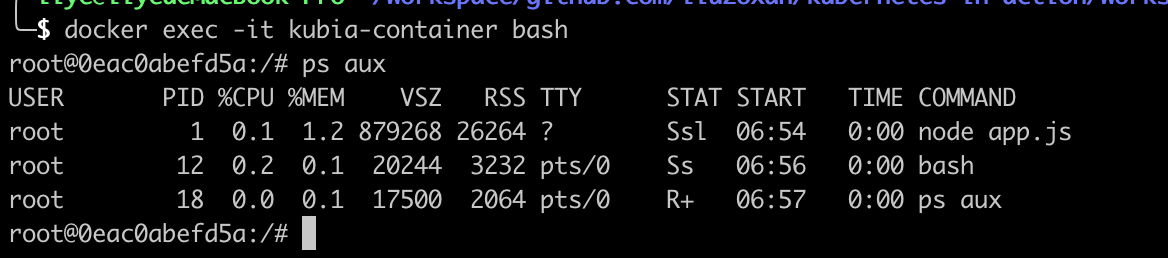 └─$ docker exec -it kubia-container bash
root@0eac0abefd5a:/# ps aux
USER       PID %CPU %MEM    VSZ   RSS TTY      STAT START   TIME COMMAND
root         1  0.1  1.2 879268 26264 ?        Ssl  06:54   0:00 node app.js
root        12  0.2  0.1  20244  3232 pts/0    Ss   06:56   0:00 bash
root        18  0.0  0.1  17500  2064 pts/0    R+   06:57   0:00 ps aux
root@0eac0abefd5a:/#